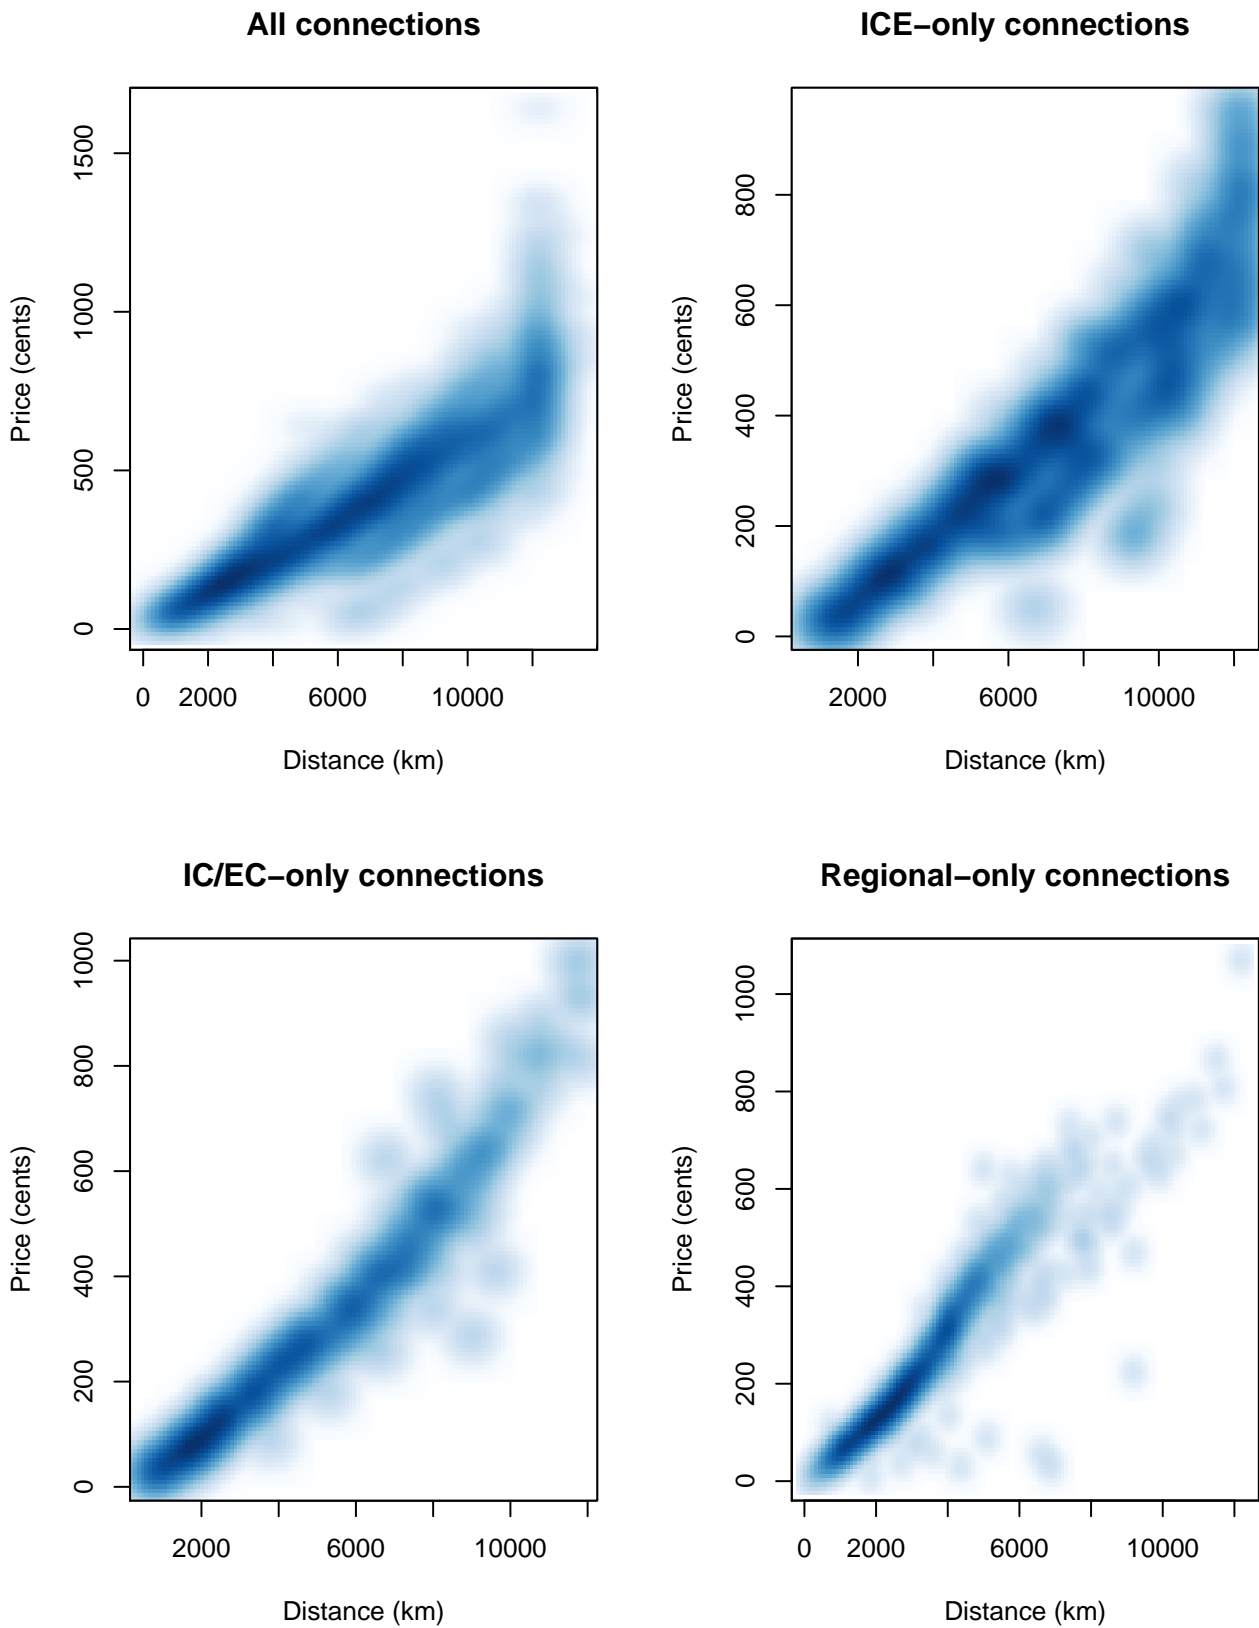 All connections
ICE−only connections
1500
1000
500
0
Price (cents)
0 2000 6000 10000
Distance (km)
800
600
400
200
0
Price (cents)
2000 6000 10000
Distance (km)
IC/EC−only connections
Regional−only connections
1000
800
600
400
200
0
Price (cents)
2000 6000 10000
Distance (km)
1000
800
600
400
200
0
Price (cents)
0 2000 6000 10000
Distance (km)